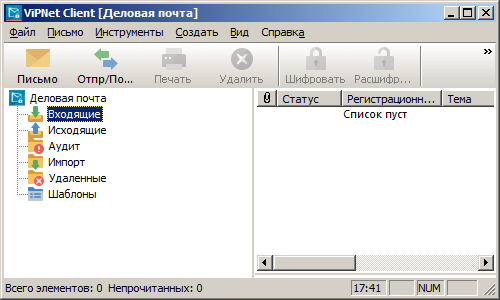 ViPNet Client [Деловая почта]
Файл Письмо Инструменты Создать Вид Справка
Письмо Отпр/По... Печать Удалить Шифровать Расшифр... »
Деловая почта
Входящие
Исходящие
Аудит
Импорт
Удаленные
Шаблоны
Статус Регистрационн... Тема
Список пуст
Всего элементов: 0 Непрочитанных: 0 17:41 NUM